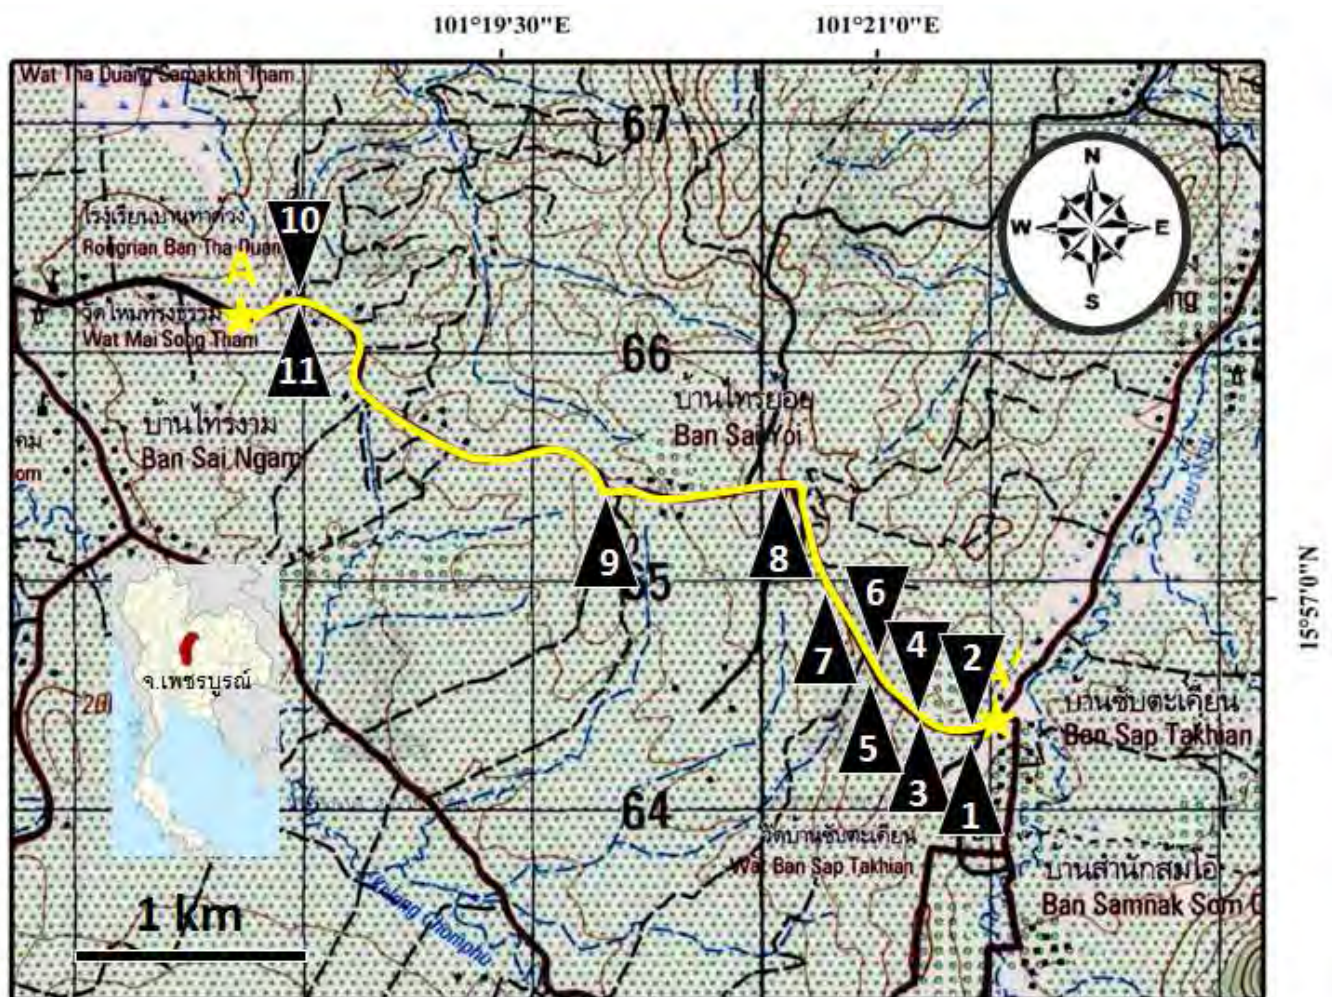 101°19'30"E
101°21'0"E
Wat Tha Duang Samakkhi Tham
67
N
W
E
S
โรงเรียนบ้านท่าด้วง
Rongrian Ban Tha Duan
10
A
วัดใหม่ทรงธรรม
Wat Mai Song Tham
11
66
บ้านไทรย้อย
Ban Sai Yoi
บ้านไทรงาม
Ban Sai Ngam
คม
om
ng
9
8
65
6
15°57'0"N
4
2
7
A'
จ.เพชรบูรณ์
บ้านซับตะเคียน
Ban Sap Takhian
5
3
1
64
วัดบ้านซับตะเคียน
Wat Ban Sap Takhian
บ้านสำนักส้มโอ
Ban Samnak Som O
Khlong Chomphu
1 km